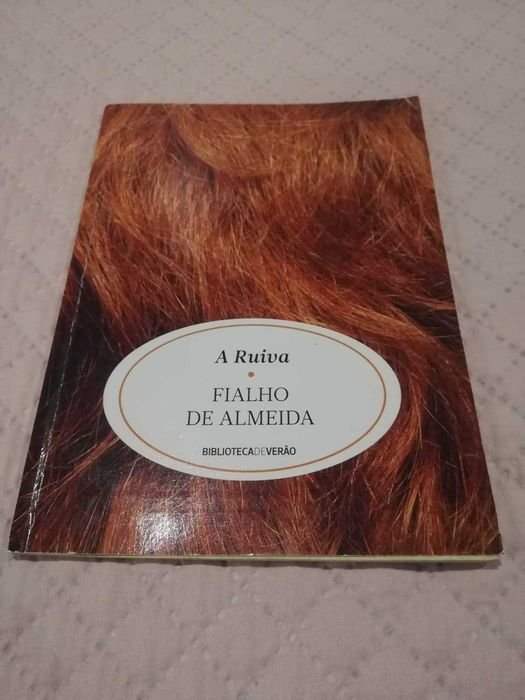 A Ruiva
FIALHO
DE ALMEIDA
BIBLIOTECADEVERÃO